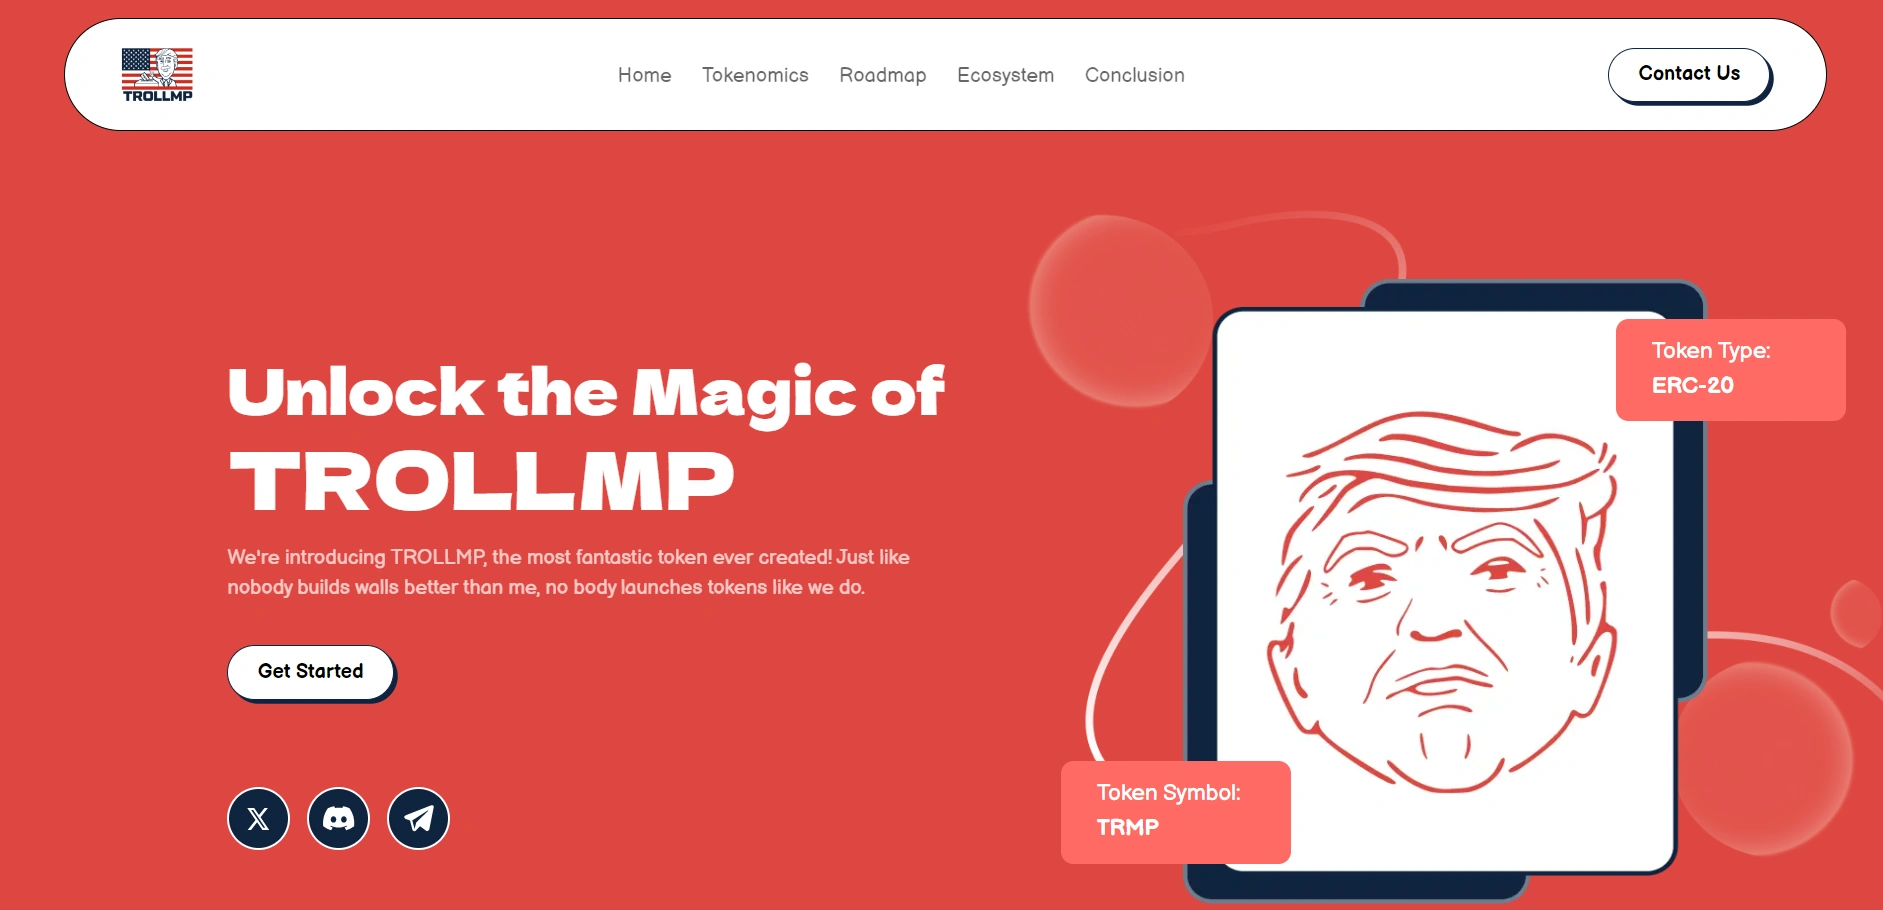 TROLLMP
Home
Tokenomics
Roadmap
Ecosystem
Conclusion
Contact Us
Unlock the Magic of
TROLLMP
We're introducing TROLLMP, the most fantastic token ever created! Just like
nobody builds walls better than me, no body launches tokens like we do.
Get Started
Token Type:
ERC-20
Token Symbol:
TRMP